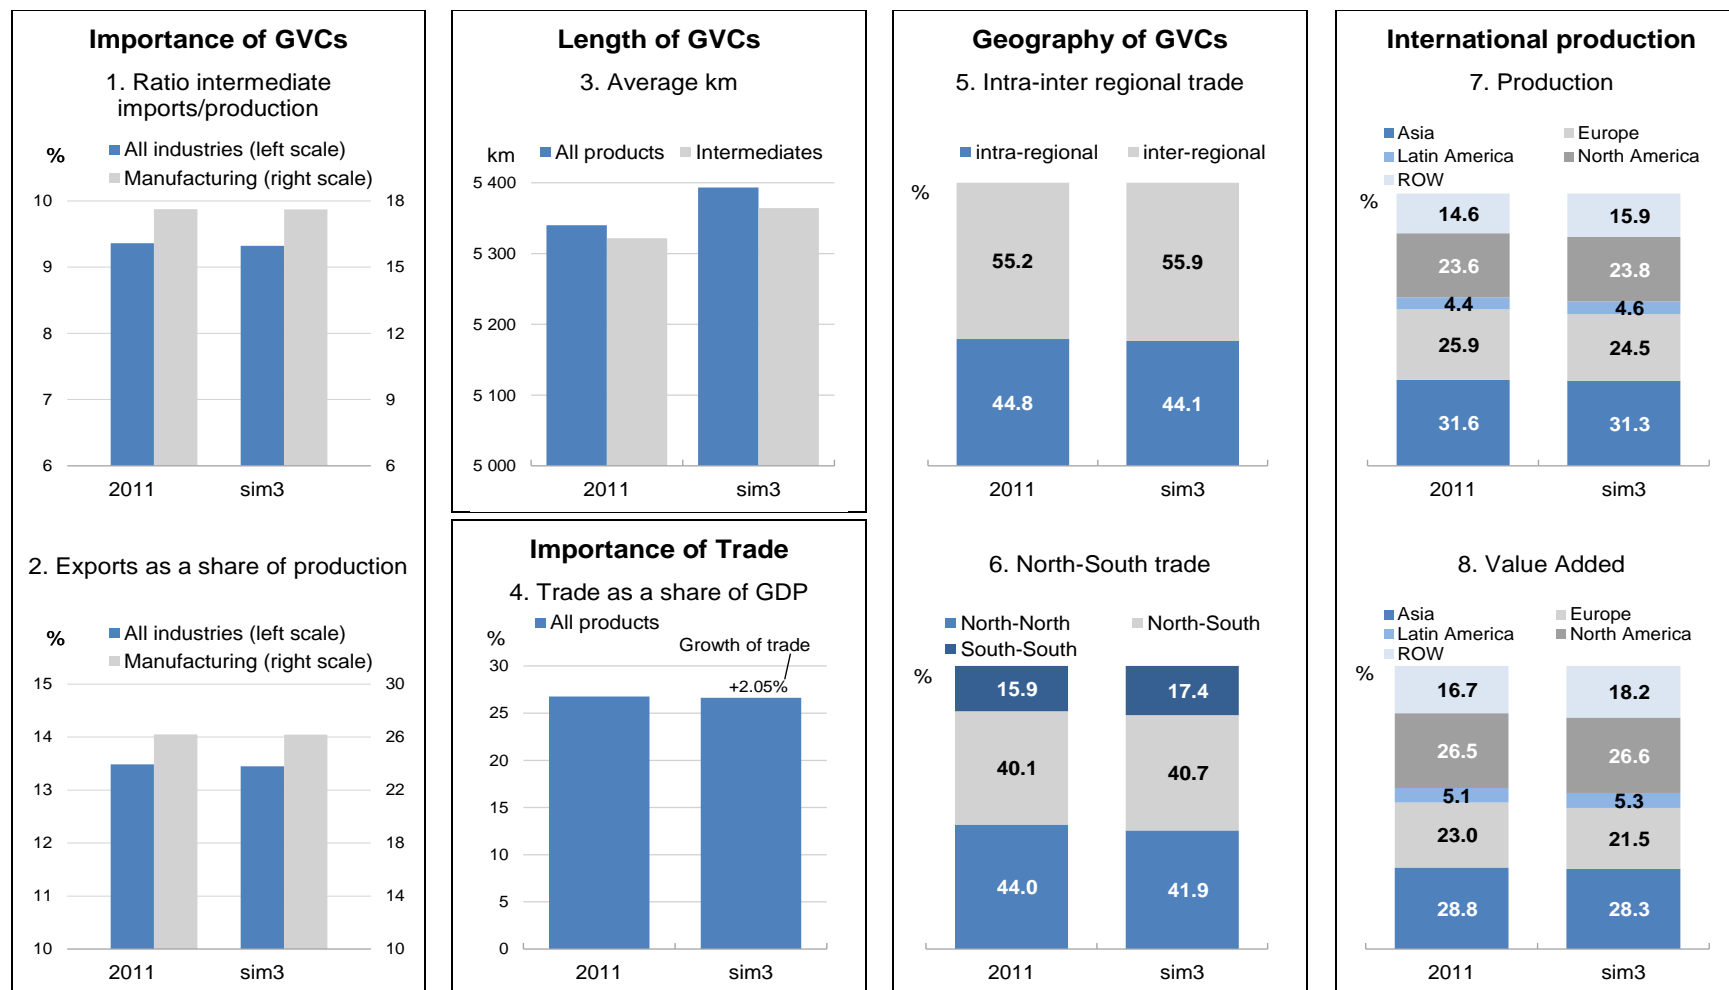 Importance of GVCs
1. Ratio intermediate
imports/production
%
All industries (left scale)
Manufacturing (right scale)
10
9
8
7
6
18
15
12
9
6
2011
sim3
2. Exports as a share of production
%
All industries (left scale)
Manufacturing (right scale)
15
14
13
12
11
10
30
26
22
18
14
10
2011
sim3
Length of GVCs
3. Average km
km
All products
Intermediates
5 400
5 300
5 200
5 100
5 000
2011
sim3
Importance of Trade
4. Trade as a share of GDP
All products
%
Growth of trade
+2.05%
30
25
20
15
10
5
0
2011
sim3
Geography of GVCs
5. Intra-inter regional trade
intra-regional
inter-regional
%
55.2
55.9
44.8
44.1
2011
sim3
6. North-South trade
North-North
North-South
South-South
%
15.9
17.4
40.1
40.7
44.0
41.9
2011
sim3
International production
7. Production
Asia
Europe
Latin America
North America
ROW
%
14.6
15.9
23.6
23.8
4.4
4.6
25.9
24.5
31.6
31.3
2011
sim3
8. Value Added
Asia
Europe
Latin America
North America
ROW
%
16.7
18.2
26.5
26.6
5.1
5.3
23.0
21.5
28.8
28.3
2011
sim3